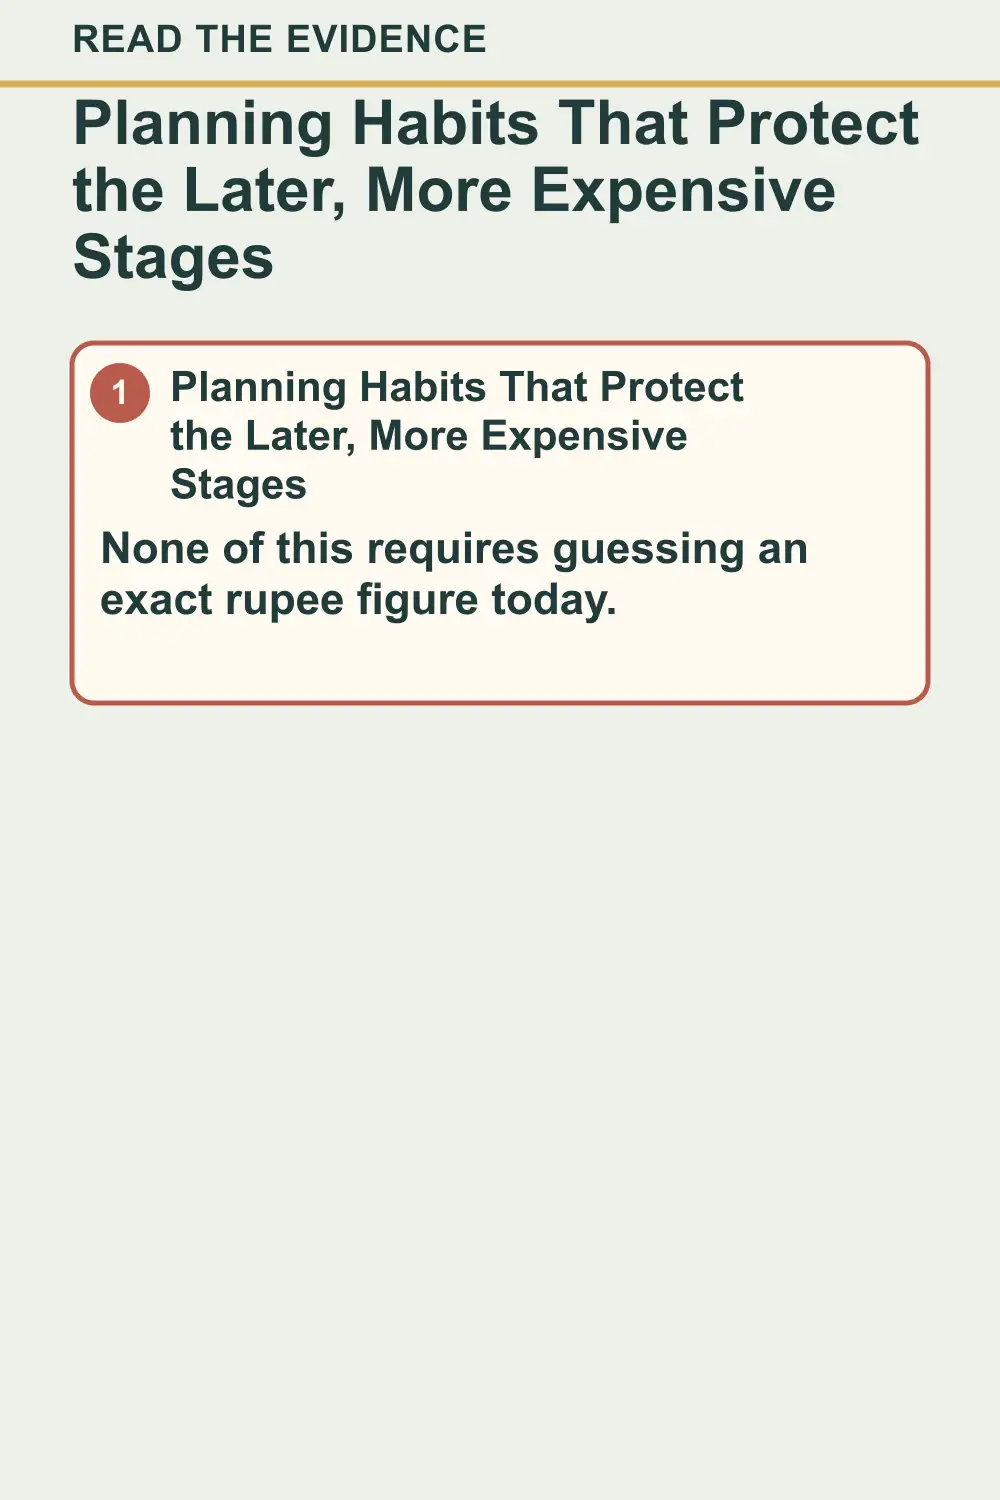 READ THE EVIDENCE
Planning Habits That Protect
the Later, More Expensive
Stages
1
Planning Habits That Protect
the Later, More Expensive
Stages
None of this requires guessing an
exact rupee figure today.